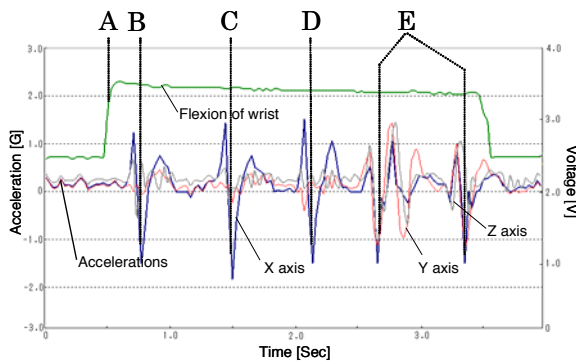 A B C D E
3.0
2.0
1.0
0
-1.0
-2.0
-3.0
Acceleration [G]
4.0
3.0
2.0
1.0
0
Voltage [V]
Flexion of wrist
Accelerations
X axis
Y axis
Z axis
0 1.0 2.0 3.0
Time [Sec]